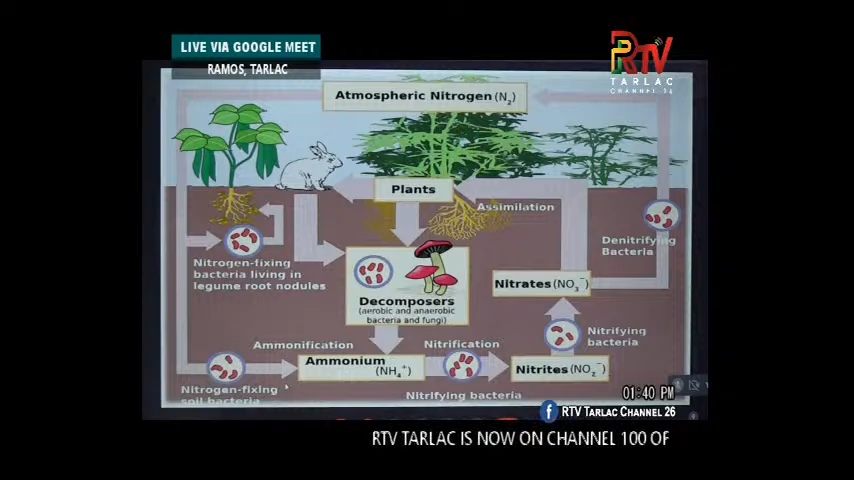 LIVE VIA GOOGLE MEET
RAMOS, TARLAC
RTV
TARLAC
CHANNEL 26
Atmospheric Nitrogen (N₂)
Plants
Assimilation
Denitrifying
Bacteria
Nitrogen-fixing
bacteria living in
legume root nodules
Nitrates (NO₃⁻)
Decomposers
(aerobic and anaerobic
bacteria and fungi)
Nitrifying
bacteria
Ammonification
Nitrification
Ammonium
(NH₄⁺)
Nitrites (NO₂⁻)
Nitrogen-fixing
soil bacteria
Nitrifying bacteria
01:40 PM
RTV TARLAC CHANNEL 26
RTV TARLAC IS NOW ON CHANNEL 100 OF